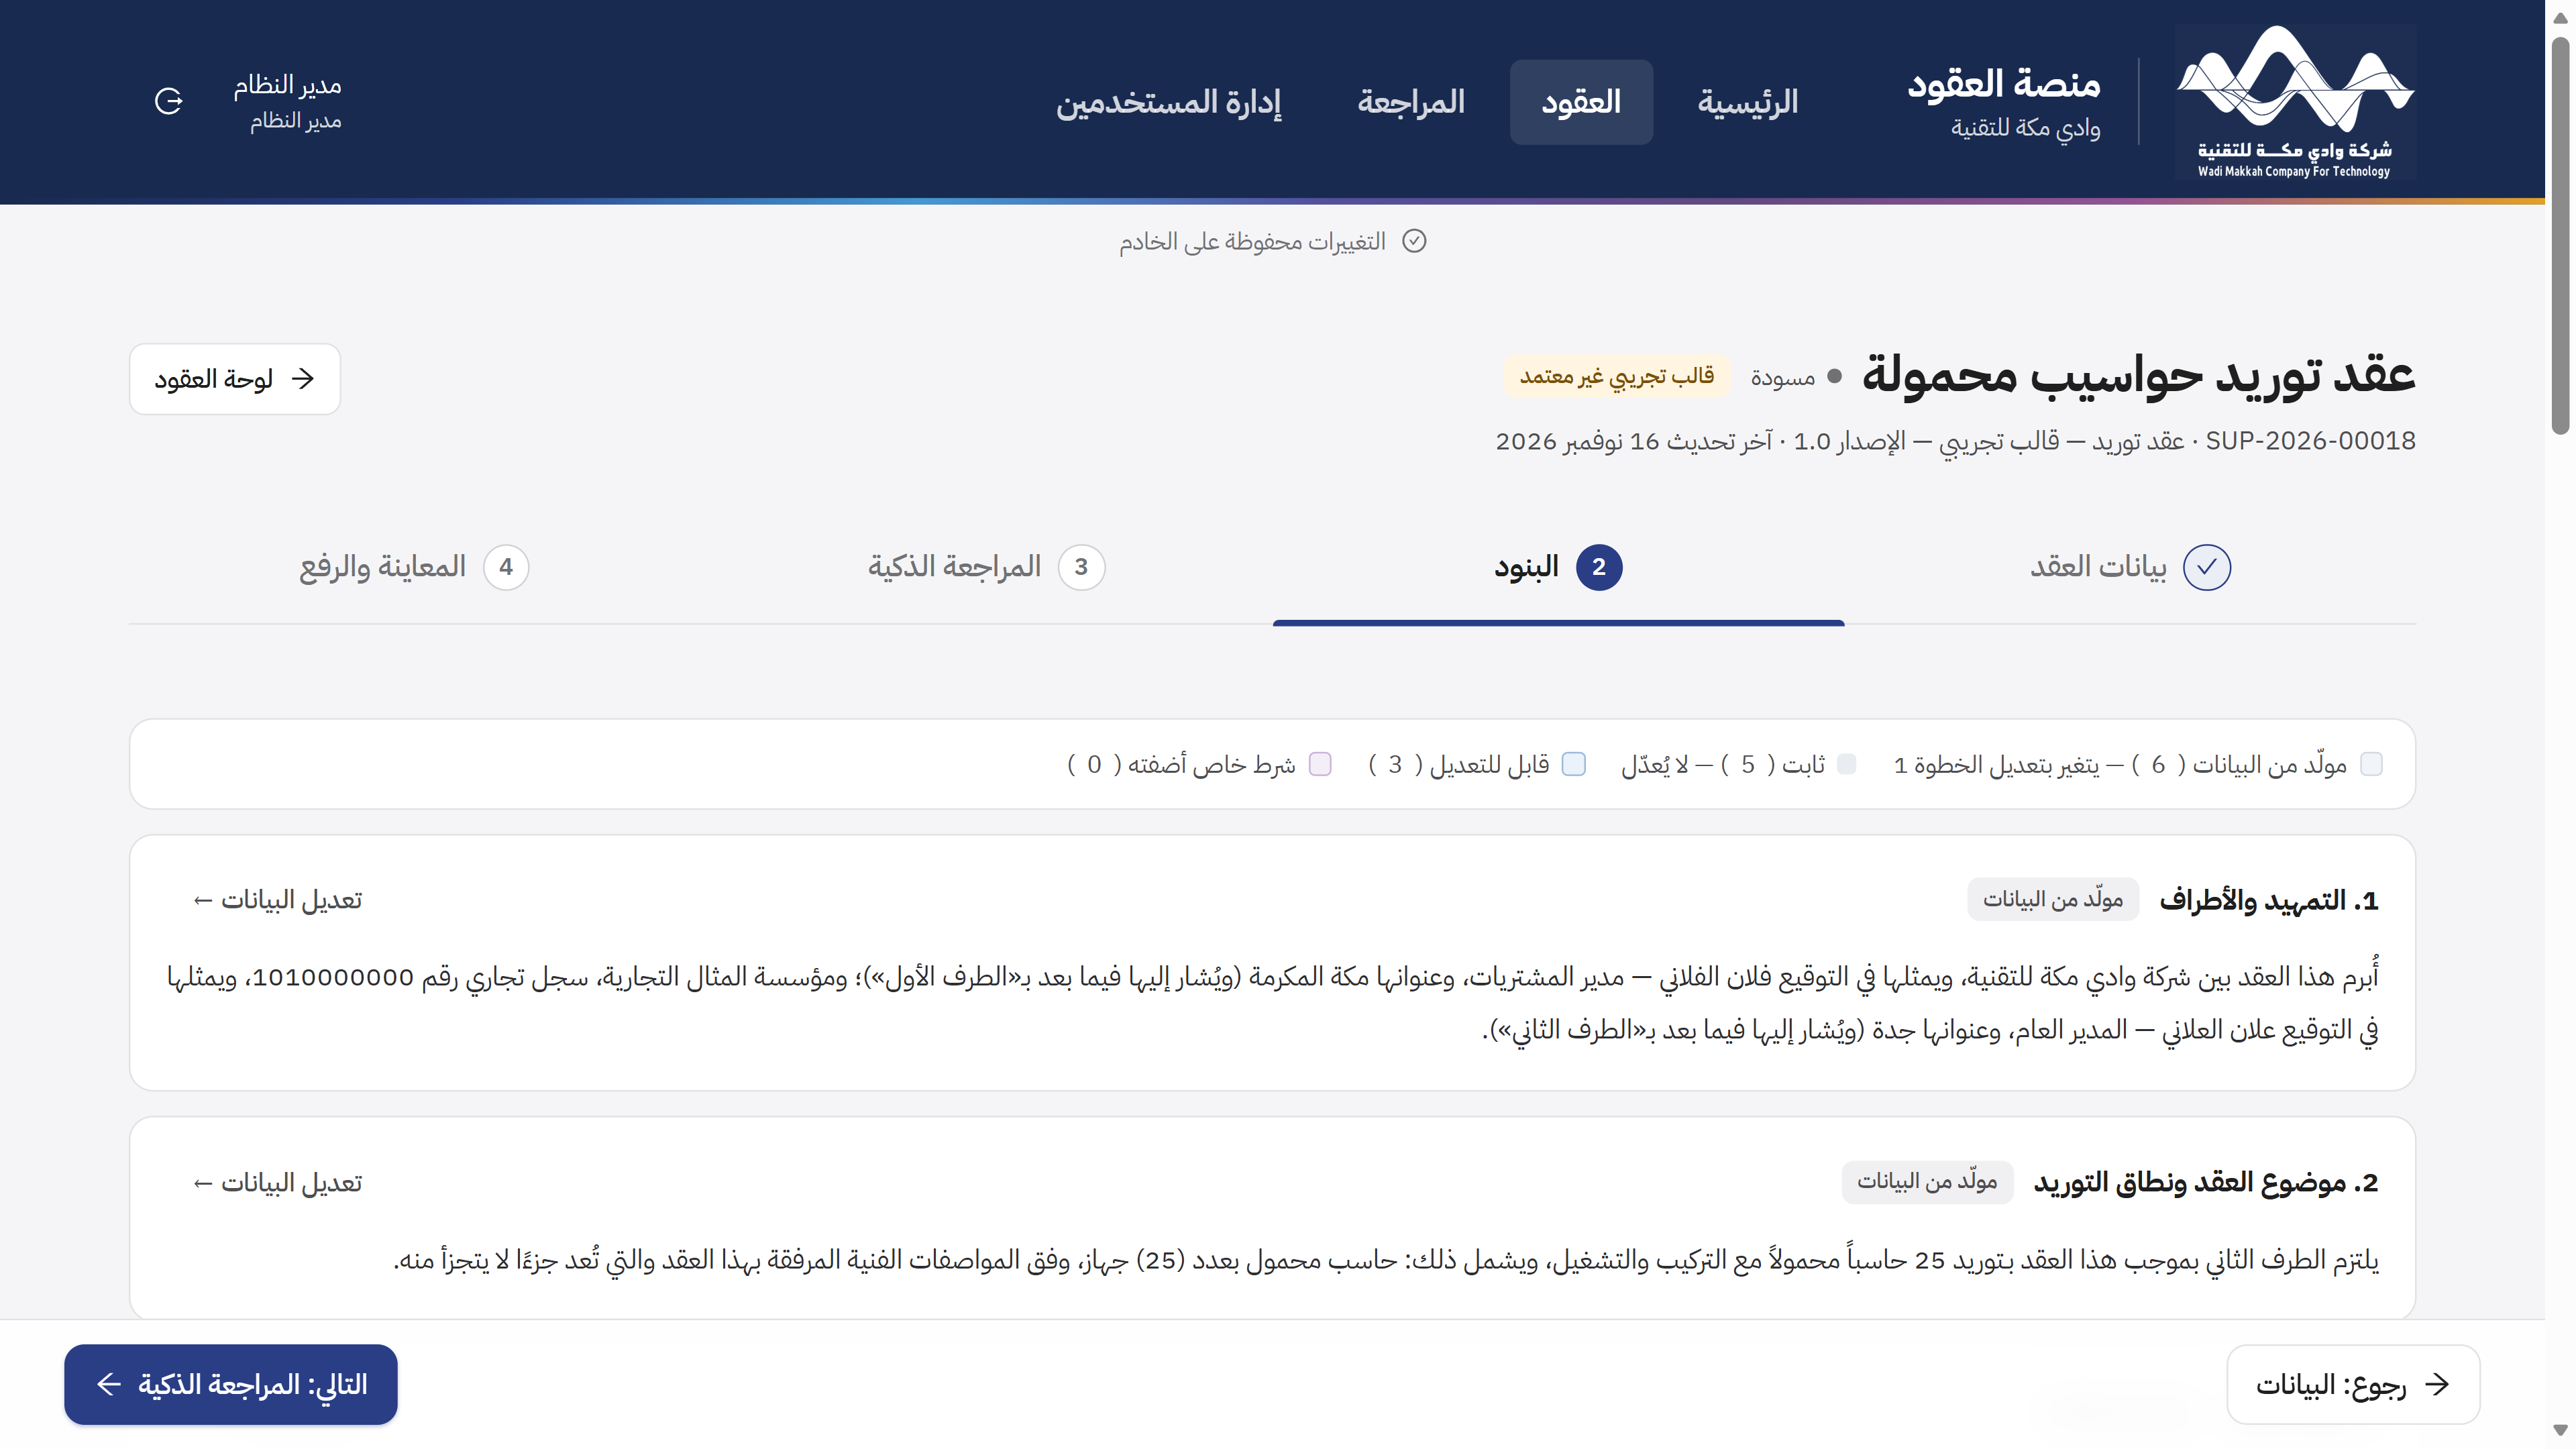 شركة وادي مكة للتقنية
Wadi Makkah Company For Technology
منصة العقود
وادي مكة للتقنية
الرئيسية
العقود
المراجعة
إدارة المستخدمين
مدير النظام
مدير النظام
التغييرات محفوظة على الخادم
عقد توريد حواسيب محمولة
مسودة
قالب تجريبي غير معتمد
SUP-2026-00018 · عقد توريد — قالب تجريبي — الإصدار 1.0 · آخر تحديث 16 نوفمبر 2026
لوحة العقود
بيانات العقد
2 البنود
3 المراجعة الذكية
4 المعاينة والرفع
مولّد من البيانات ( 6 ) — يتغير بتعديل الخطوة 1
ثابت ( 5 ) — لا يُعدّل
قابل للتعديل ( 3 )
شرط خاص أضفته ( 0 )
1. التمهيد والأطراف
مولّد من البيانات
تعديل البيانات ←
أُبرم هذا العقد بين شركة وادي مكة للتقنية، ويمثلها في التوقيع فلان الفلاني — مدير المشتريات، وعنوانها مكة المكرمة (ويُشار إليها فيما بعد بـ«الطرف الأول»)؛ ومؤسسة المثال التجارية، سجل تجاري رقم 1010000000، ويمثلها
في التوقيع علان العلاني — المدير العام، وعنوانها جدة (ويُشار إليها فيما بعد بـ«الطرف الثاني»).
2. موضوع العقد ونطاق التوريد
مولّد من البيانات
تعديل البيانات ←
يلتزم الطرف الثاني بموجب هذا العقد بـتوريد 25 حاسباً محمولاً مع التركيب والتشغيل، ويشمل ذلك: حاسب محمول بعدد (25) جهاز، وفق المواصفات الفنية المرفقة بهذا العقد والتي تُعد جزءًا لا يتجزأ منه.
→ رجوع: البيانات
التالي: المراجعة الذكية ←